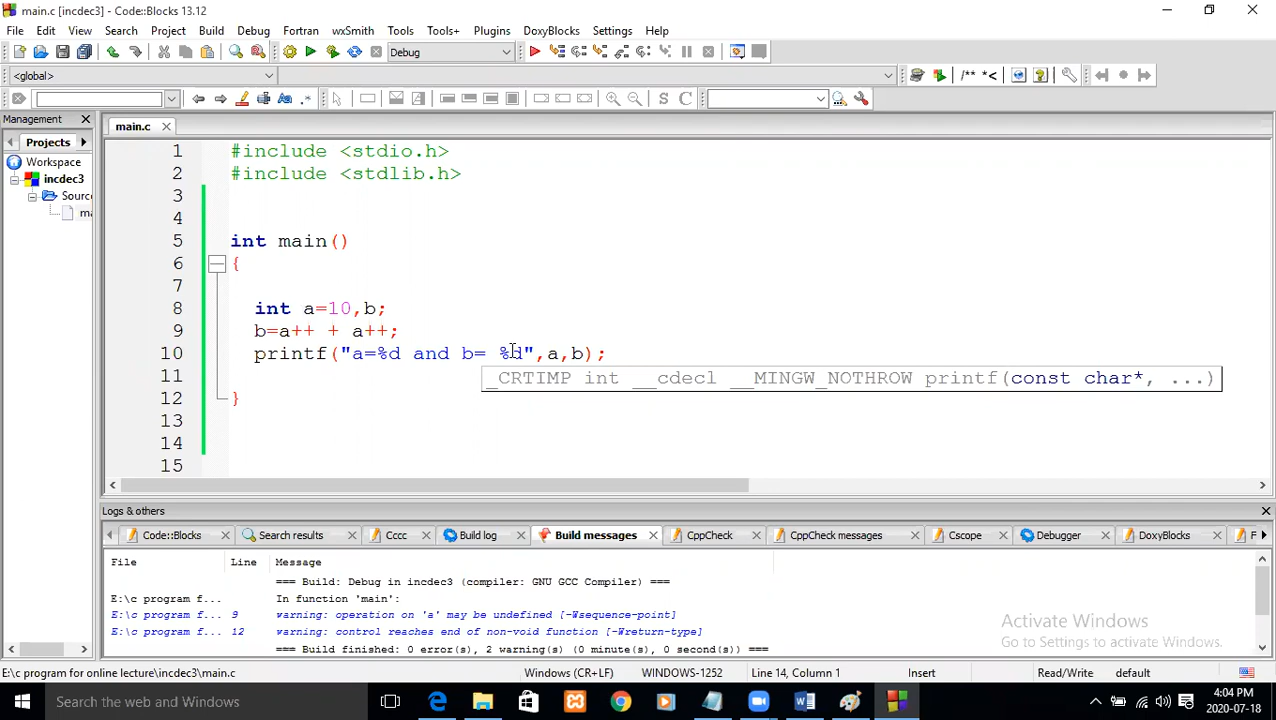 main.c [incdec3] - Code::Blocks 13.12
File Edit View Search Project Build Debug Fortran wxSmith Tools Tools+ Plugins DoxyBlocks Settings Help
Debug
<global>
/** *<
S C
Management
main.c
Projects
Workspace
incdec3
Sourc
ma
1 #include <stdio.h>
2 #include <stdlib.h>
3
4
5 int main()
6 {
7
8 int a=10,b;
9 b=a++ + a++;
10 printf("a=%d and b= %d",a,b);
11 _CRTIMP int __cdecl __MINGW_NOTHROW printf(const char*, ...)
12 }
13
14
15
Logs & others
Code::Blocks Search results Cccc Build log Build messages CppCheck CppCheck messages Cscope Debugger DoxyBlocks F
File Line Message
=== Build: Debug in incdec3 (compiler: GNU GCC Compiler) ===
E:\c program f... In function 'main':
E:\c program f... 9 warning: operation on 'a' may be undefined [-Wsequence-point]
E:\c program f... 12 warning: control reaches end of non-void function [-Wreturn-type]
=== Build finished: 0 error(s), 2 warning(s) (0 minute(s), 0 second(s)) ===
Activate Windows
Go to Settings to activate Windows.
E:\c program for online lecture\incdec3\main.c Windows (CR+LF) WINDOWS-1252 Line 14, Column 1 Insert Read/Write default
Search the web and Windows
4:04 PM
2020-07-18